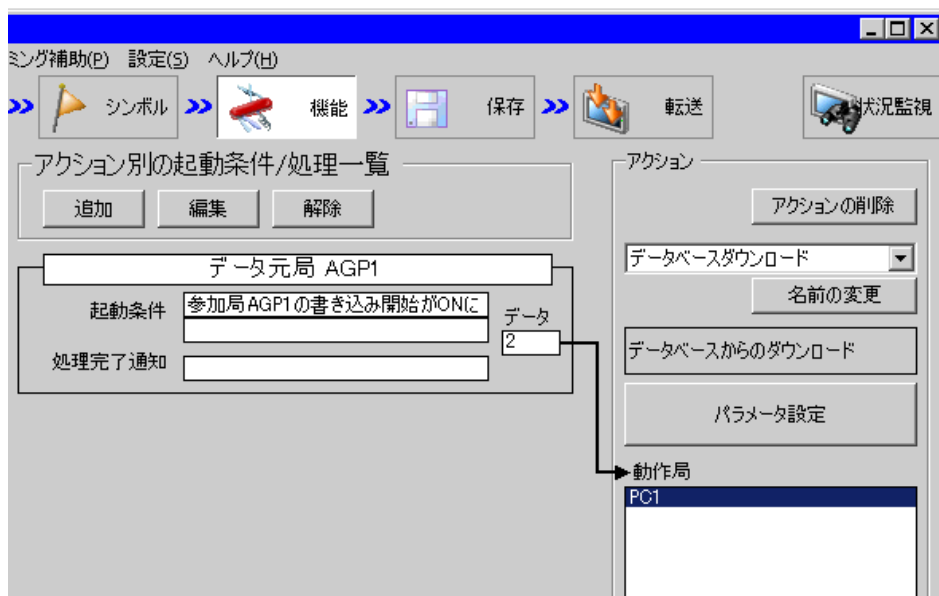 ミング補助(P) 設定(S) ヘルプ(H)
シンボル 機能 保存 転送 状況監視
アクション別の起動条件/処理一覧
追加 編集 解除
データ元局 AGP1
起動条件 参加局AGP1の書き込み開始がONに
データ
2
処理完了通知
アクション
アクションの削除
データベースダウンロード
名前の変更
データベースからのダウンロード
パラメータ設定
動作局
PC1